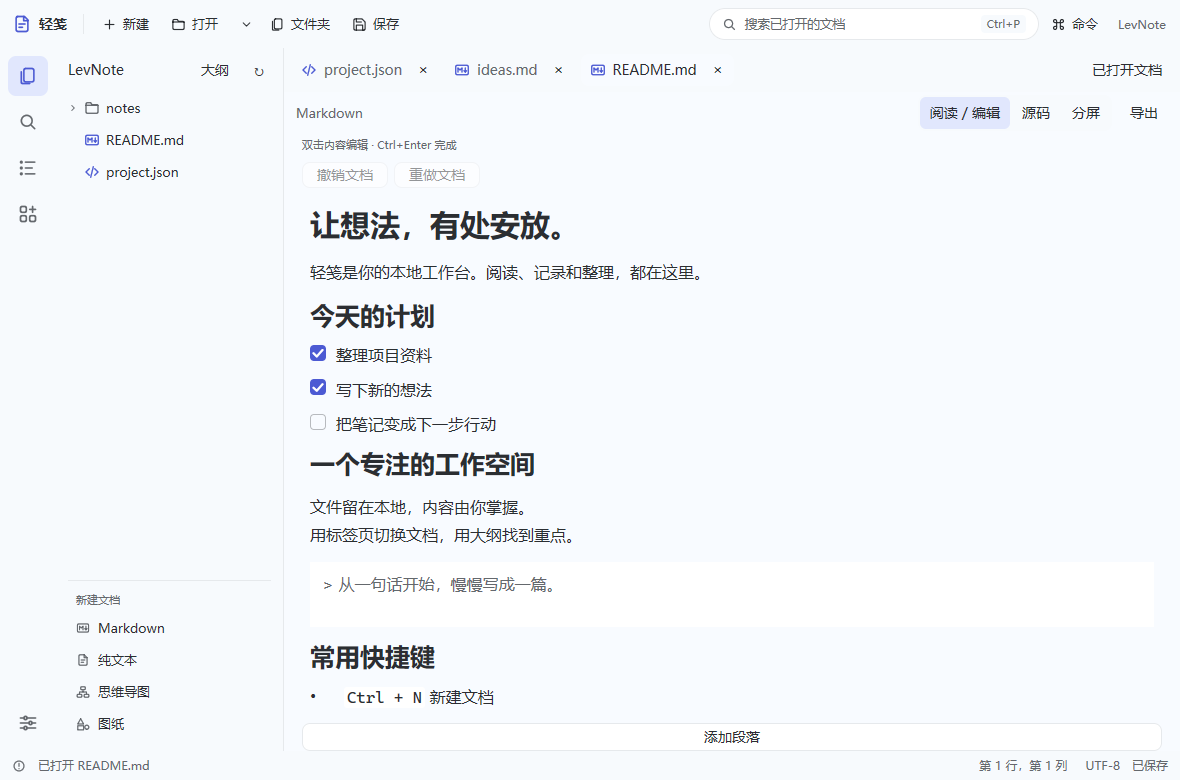 轻笺
新建
打开
文件夹
保存
搜索已打开的文档
Ctrl+P
命令
LevNote
LevNote
大纲
notes
README.md
project.json
新建文档
Markdown
纯文本
思维导图
图纸
project.json
ideas.md
README.md
已打开文档
Markdown
阅读 / 编辑
源码
分屏
导出
双击内容编辑 · Ctrl+Enter 完成
撤销文档
重做文档
让想法，有处安放。
轻笺是你的本地工作台。阅读、记录和整理，都在这里。
今天的计划
整理项目资料
写下新的想法
把笔记变成下一步行动
一个专注的工作空间
文件留在本地，内容由你掌握。
用标签页切换文档，用大纲找到重点。
> 从一句话开始，慢慢写成一篇。
常用快捷键
• Ctrl + N 新建文档
添加段落
已打开 README.md
第 1 行，第 1 列
UTF-8
已保存